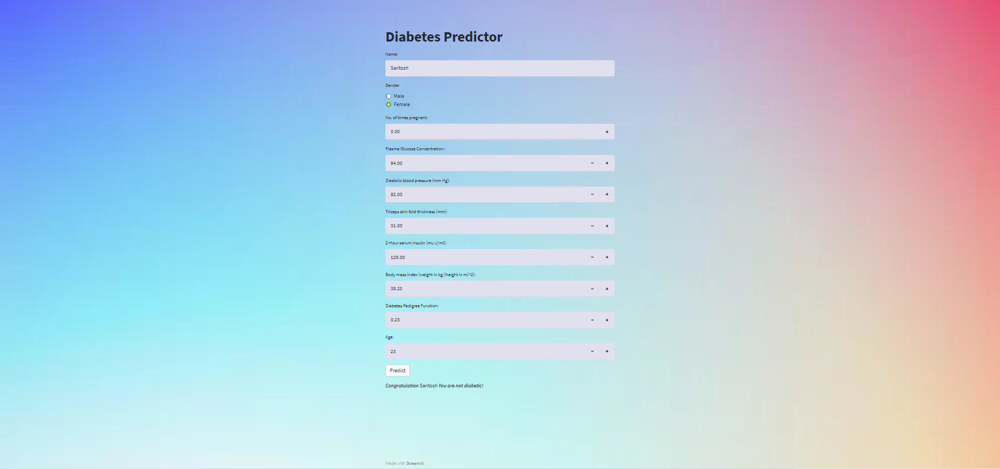 Diabetes Predictor
Name:
Santosh
Gender
Male
Female
No. of times pregnant:
0.00 +
Plasma Glucose Concentration :
84.00 − +
Diastolic blood pressure (mm Hg):
82.00 − +
Triceps skin fold thickness (mm):
31.00 − +
2-Hour serum insulin (mu U/ml):
125.00 − +
Body mass index (weight in kg/(height in m)^2):
38.20 − +
Diabetes Pedigree Function:
0.23 − +
Age:
23 − +
Predict
Congratulation Santosh You are not diabetic!
Made with Streamlit